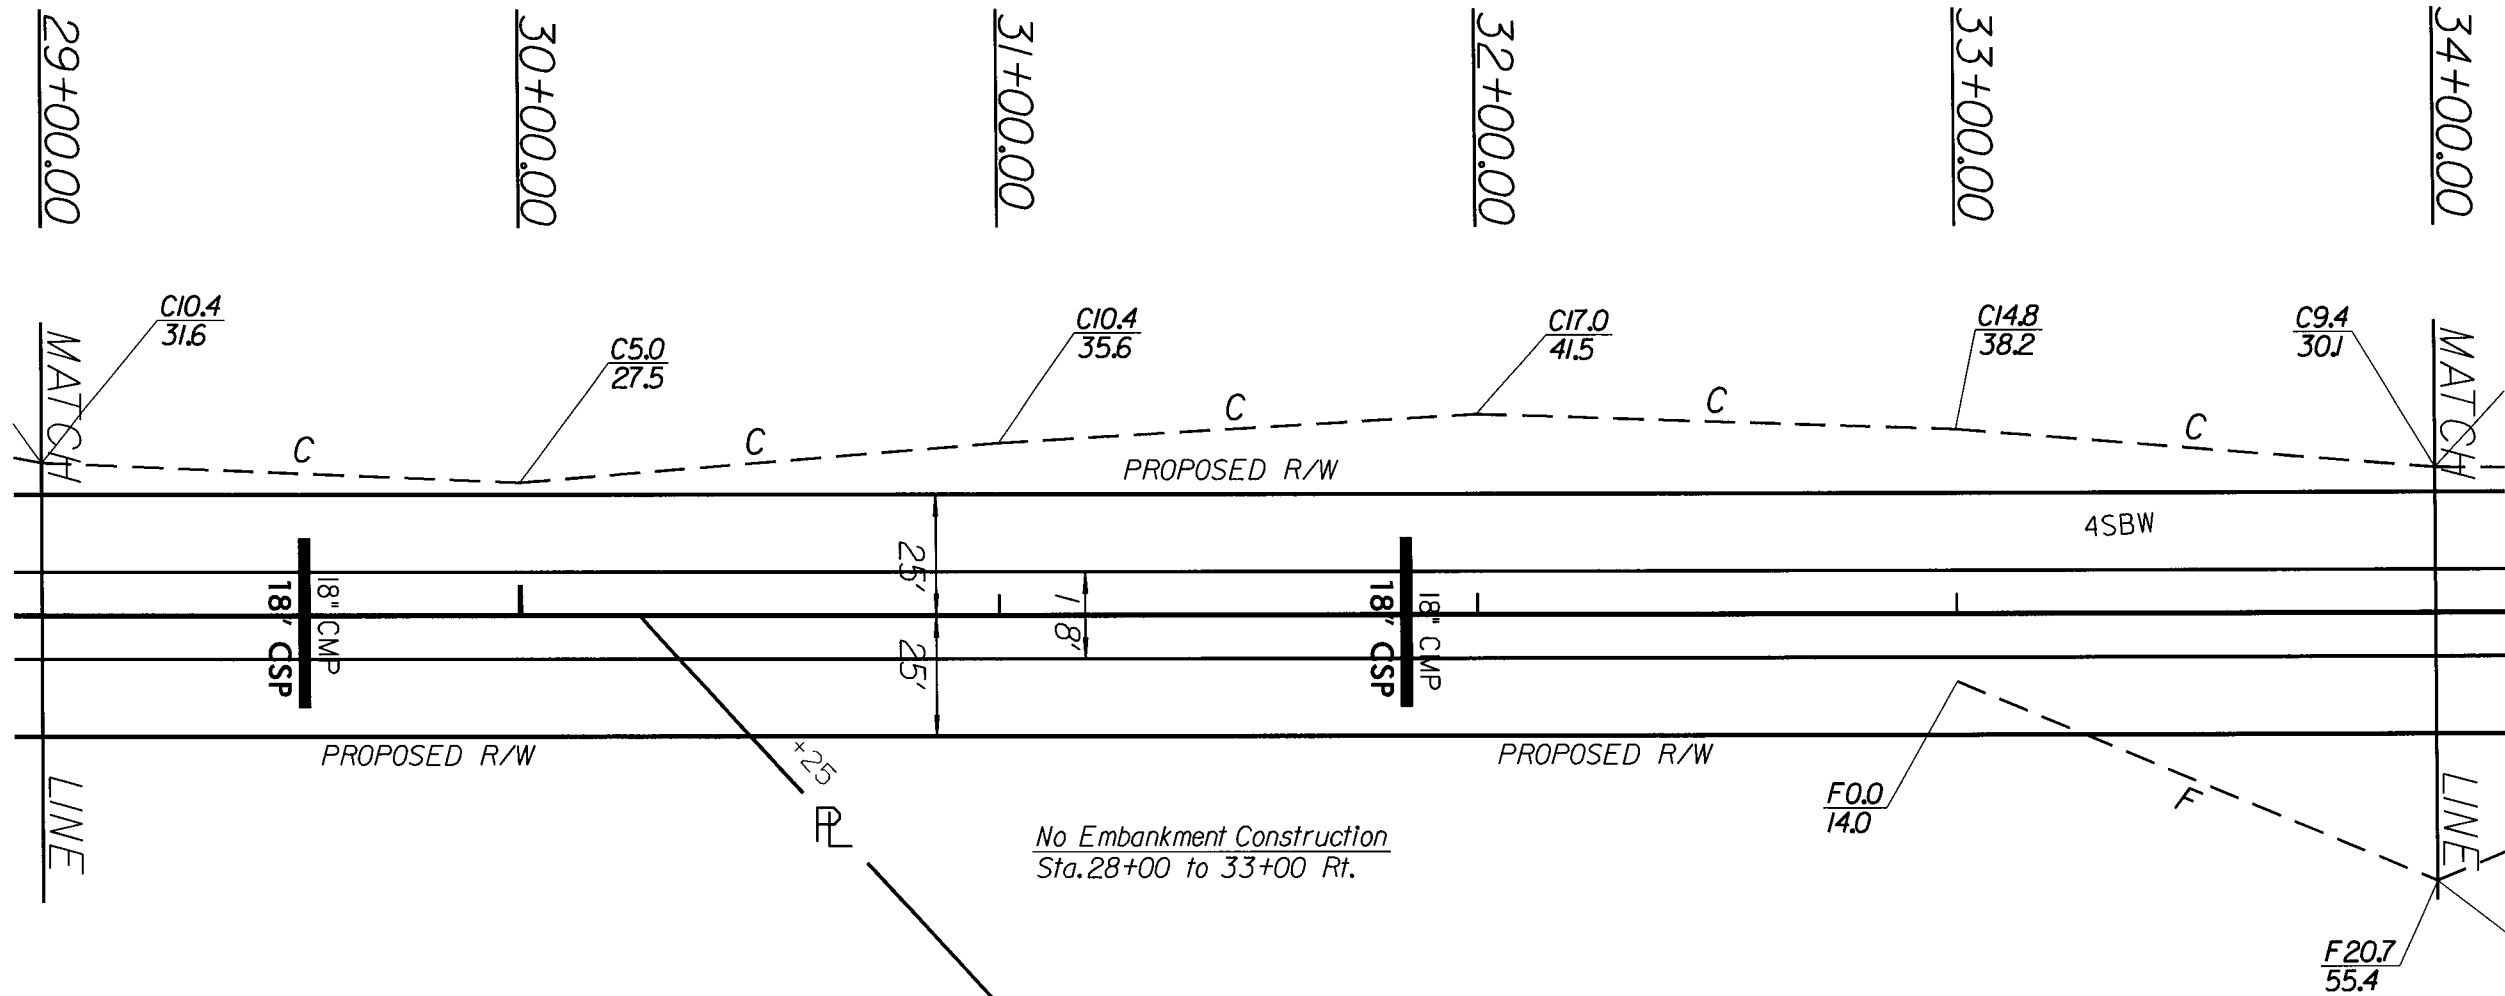 29+00.00
30+00.00
31+00.00
32+00.00
33+00.00
34+00.00
C10.4
31.6
C5.0
27.5
C10.4
35.6
C17.0
41.5
C14.8
38.2
C9.4
30.1
MATCH
MATCH
C
C
C
C
C
PROPOSED R/W
4SBW
25'
18'
25'
18" CSP
18" CMP
18" CSP
18" CMP
PROPOSED R/W
PROPOSED R/W
+25
PL
LINE
LINE
No Embankment Construction
Sta.28+00 to 33+00 Rt.
F0.0
14.0
F
F20.7
55.4